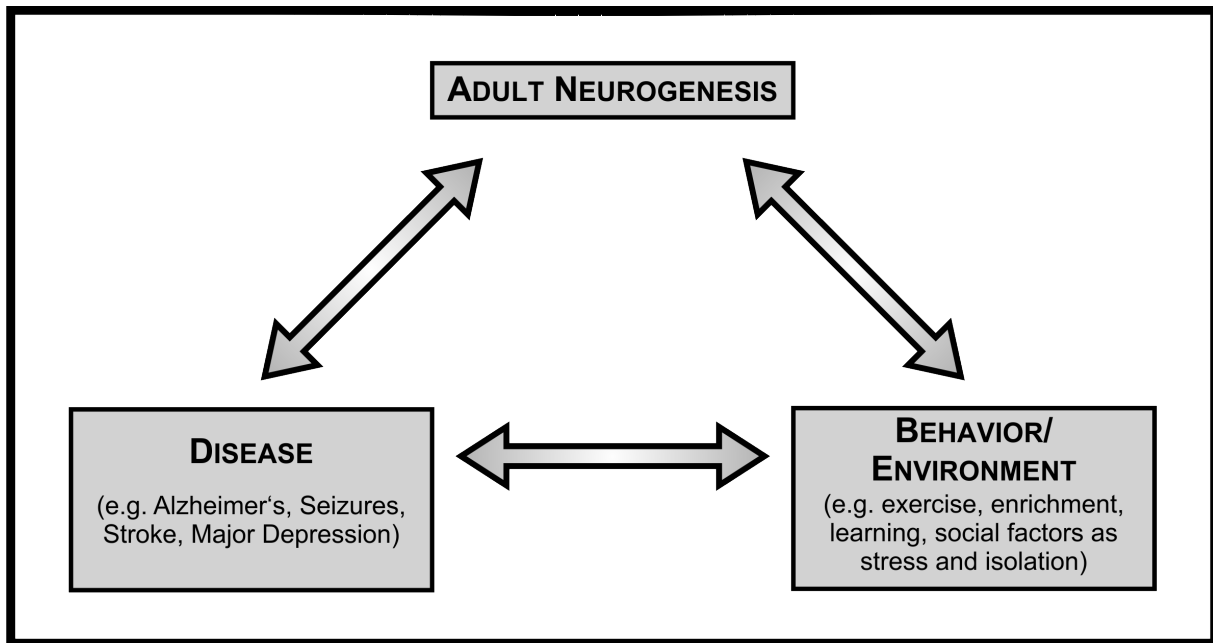 ADULT NEUROGENESIS
DISEASE
(e.g. Alzheimer‘s, Seizures,
Stroke, Major Depression)
BEHAVIOR/
ENVIRONMENT
(e.g. exercise, enrichment,
learning, social factors as
stress and isolation)